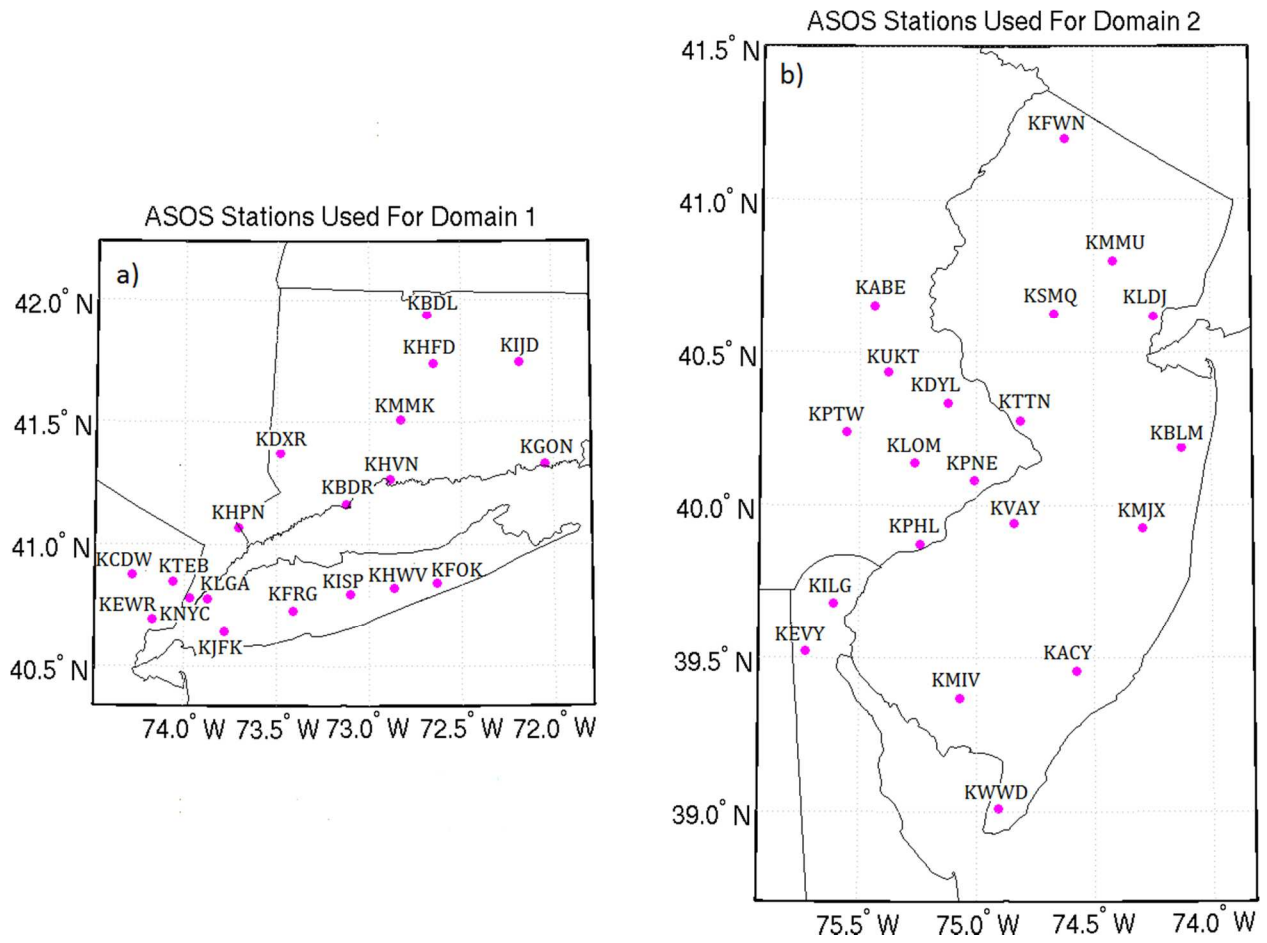 ASOS Stations Used For Domain 1
a)
42.0° N
41.5° N
41.0° N
40.5° N
KBDL
KHFD
KIJD
KMMK
KDXR
KGON
KHVN
KBDR
KHPN
KCDW
KTEB
KLGA
KEWR
KNYC
KJFK
KFRG
KISP
KHWV
KFOK
74.0° W
73.5° W
73.0° W
72.5° W
72.0° W
ASOS Stations Used For Domain 2
b)
41.5° N
41.0° N
40.5° N
40.0° N
39.5° N
39.0° N
KFWN
KMMU
KABE
KSMQ
KLDJ
KUKT
KDYL
KTTN
KPTW
KLOM
KPNE
KBLM
KVAY
KMJX
KPHL
KILG
KEVY
KACY
KMIV
KWWD
75.5° W
75.0° W
74.5° W
74.0° W